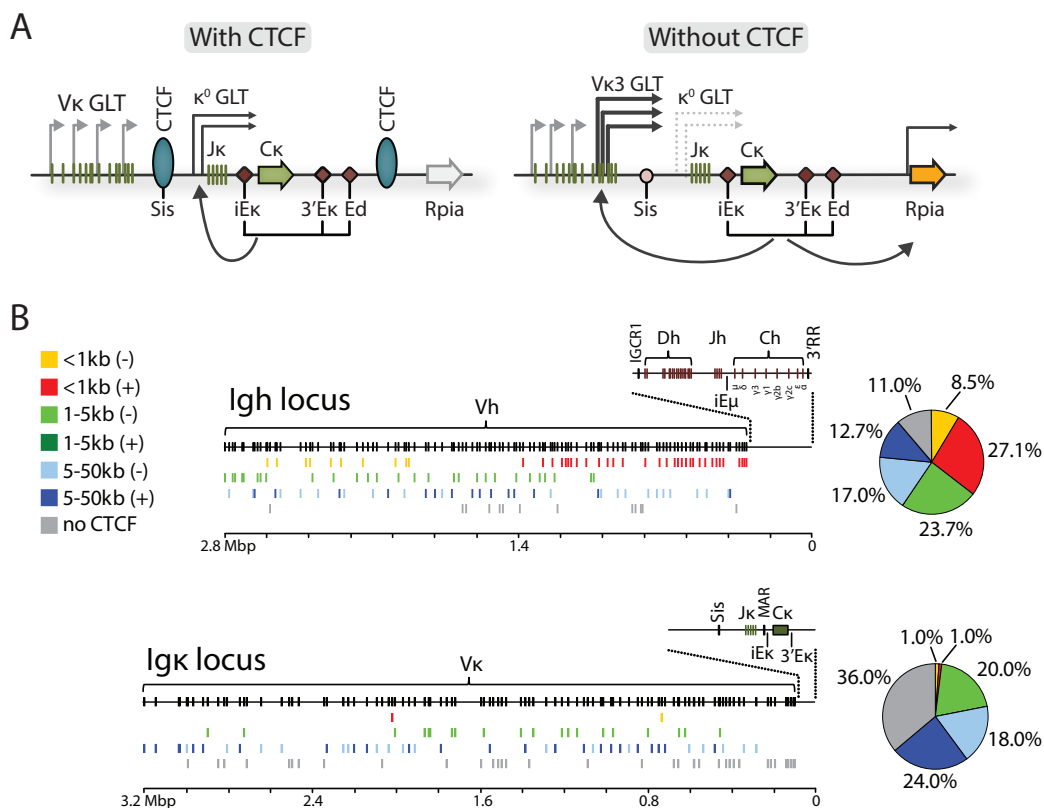 A
With CTCF
Without CTCF
Vκ GLT
CTCF
κ⁰ GLT
Jκ
Cκ
CTCF
Sis
iEκ
3'Eκ
Ed
Rpia
Vκ3 GLT
κ⁰ GLT
Jκ
Cκ
Sis
iEκ
3'Eκ
Ed
Rpia
B
<1kb (-)
<1kb (+)
1-5kb (-)
1-5kb (+)
5-50kb (-)
5-50kb (+)
no CTCF
Igh locus
Vh
IGCR1
Dh
Jh
Ch
3'RR
iEμ
μ
δ
γ3
γ1
γ2b
γ2c
ε
α
2.8 Mbp
1.4
0
11.0%
8.5%
12.7%
27.1%
17.0%
23.7%
Igκ locus
Vκ
Sis
Jκ
MAR
Cκ
iEκ
3'Eκ
3.2 Mbp
2.4
1.6
0.8
0
1.0%
1.0%
36.0%
20.0%
18.0%
24.0%